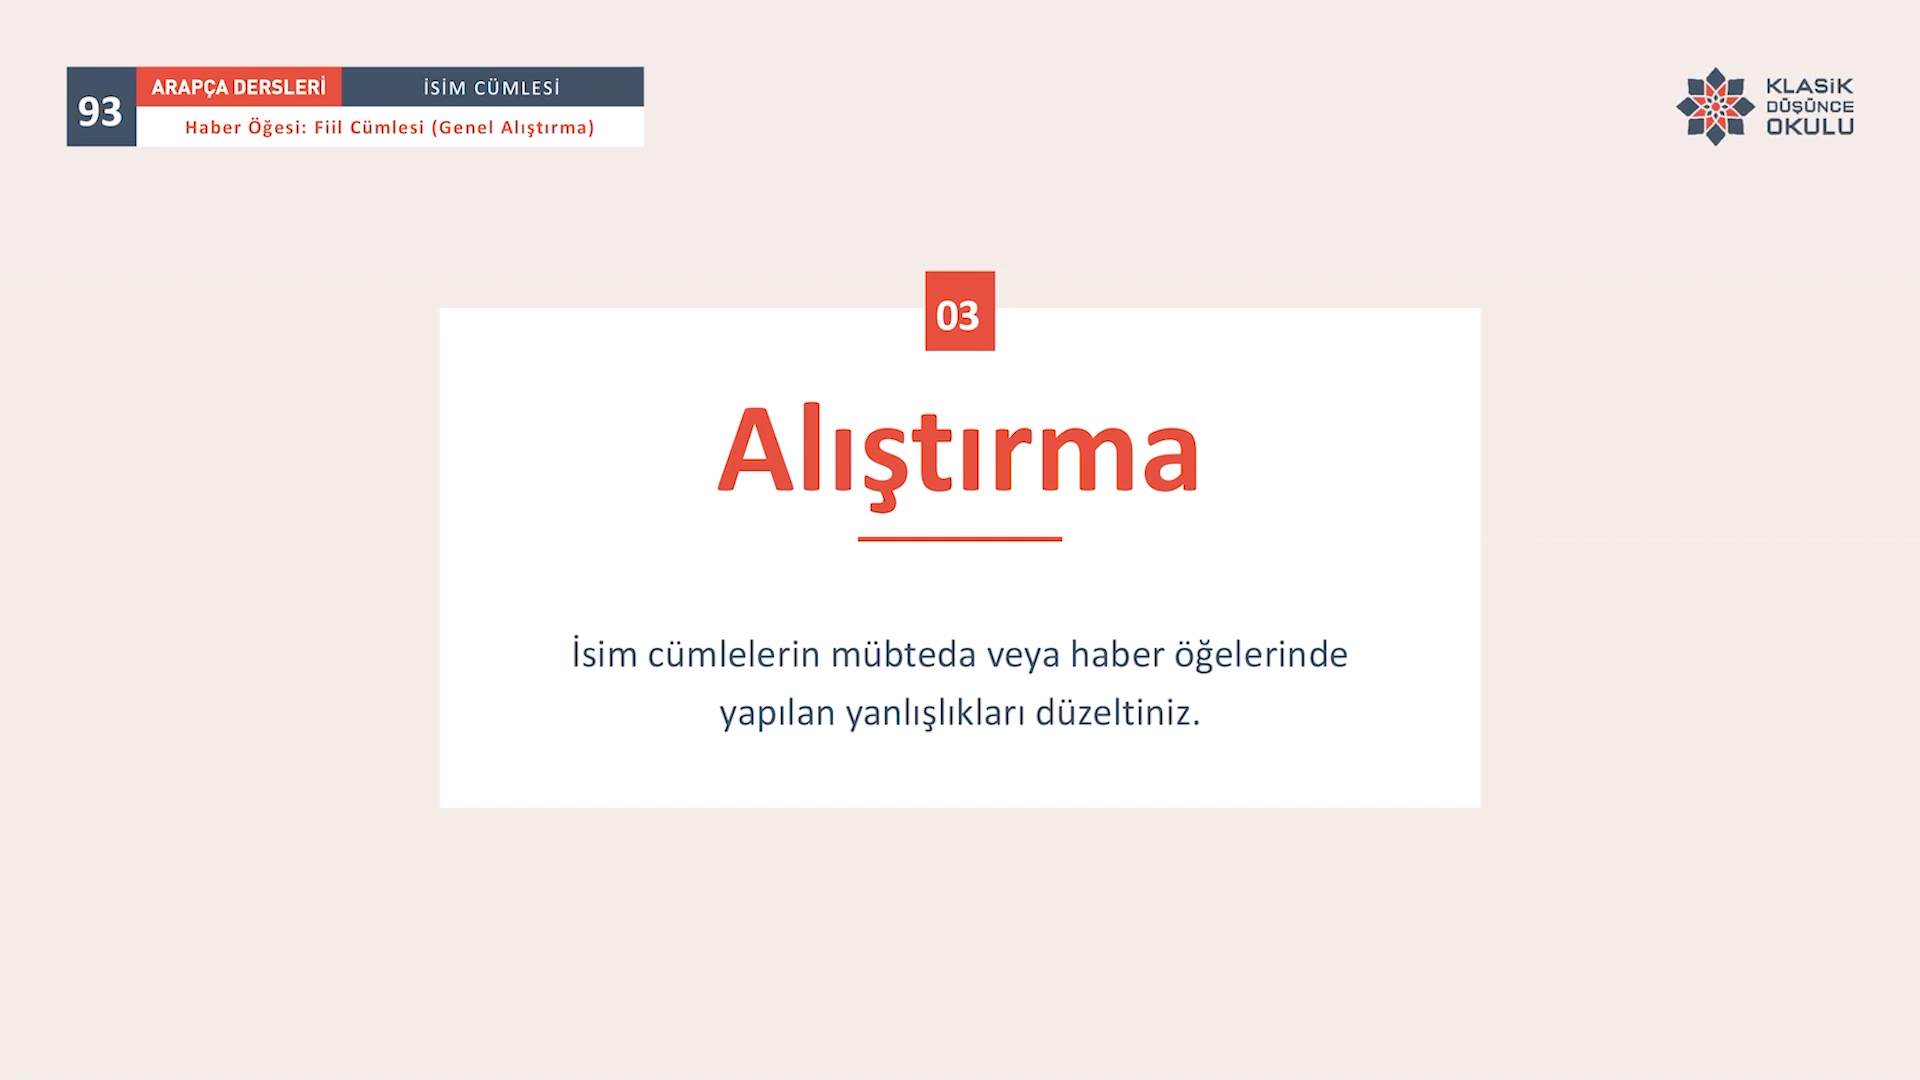 93
ARAPÇA DERSLERİ
İSİM CÜMLESİ
Haber Öğesi: Fiil Cümlesi (Genel Alıştırma)
KLASiK
DÜŞÜNCE
OKULU
03
Alıştırma
İsim cümlelerin mübteda veya haber öğelerinde
yapılan yanlışlıkları düzeltiniz.